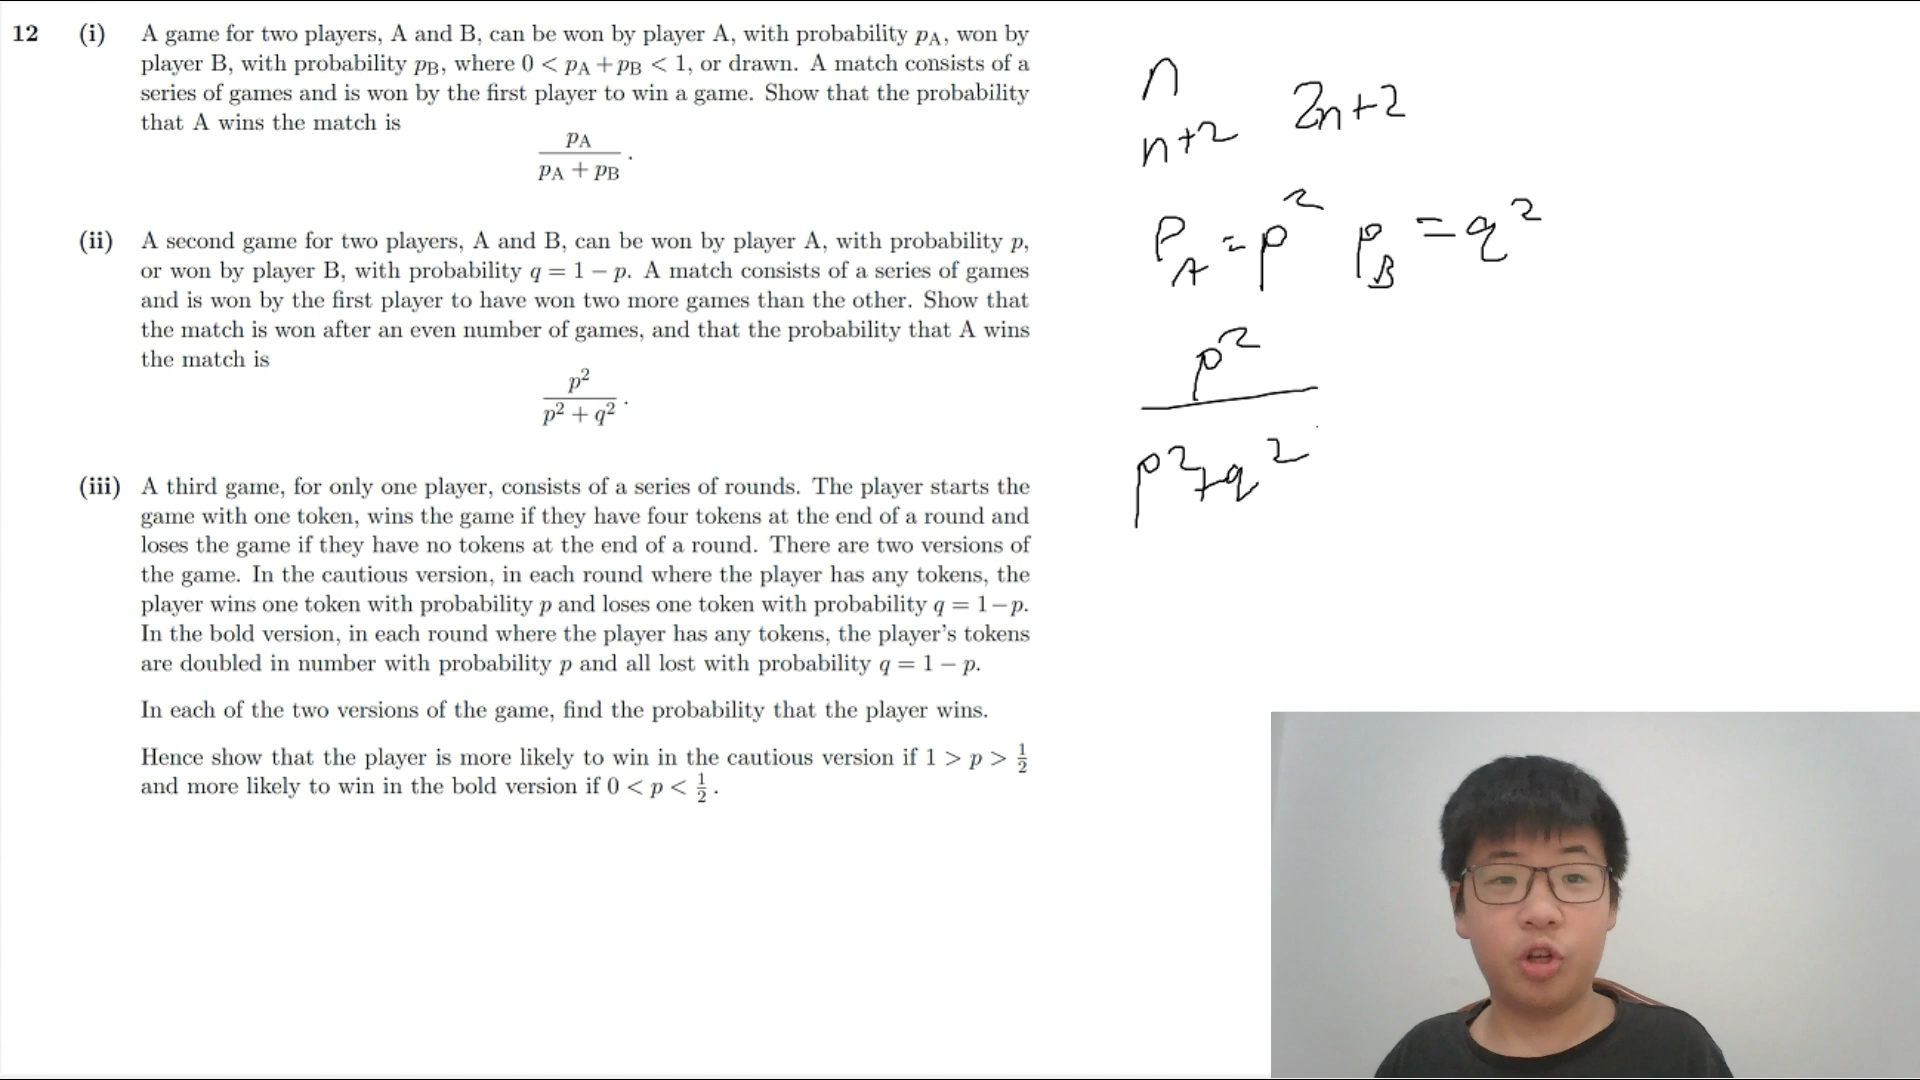 12 (i) A game for two players, A and B, can be won by player A, with probability p_A, won by
player B, with probability p_B, where 0 < p_A + p_B < 1, or drawn. A match consists of a
series of games and is won by the first player to win a game. Show that the probability
that A wins the match is
p_A
p_A + p_B .
(ii) A second game for two players, A and B, can be won by player A, with probability p,
or won by player B, with probability q = 1 − p. A match consists of a series of games
and is won by the first player to have won two more games than the other. Show that
the match is won after an even number of games, and that the probability that A wins
the match is
p²
p² + q² .
(iii) A third game, for only one player, consists of a series of rounds. The player starts the
game with one token, wins the game if they have four tokens at the end of a round and
loses the game if they have no tokens at the end of a round. There are two versions of
the game. In the cautious version, in each round where the player has any tokens, the
player wins one token with probability p and loses one token with probability q = 1−p.
In the bold version, in each round where the player has any tokens, the player's tokens
are doubled in number with probability p and all lost with probability q = 1 − p.
In each of the two versions of the game, find the probability that the player wins.
Hence show that the player is more likely to win in the cautious version if 1 > p > 1/2
and more likely to win in the bold version if 0 < p < 1/2 .
n
n+2 2n+2
P_A = p² p_B = q²
p²
p²+q²